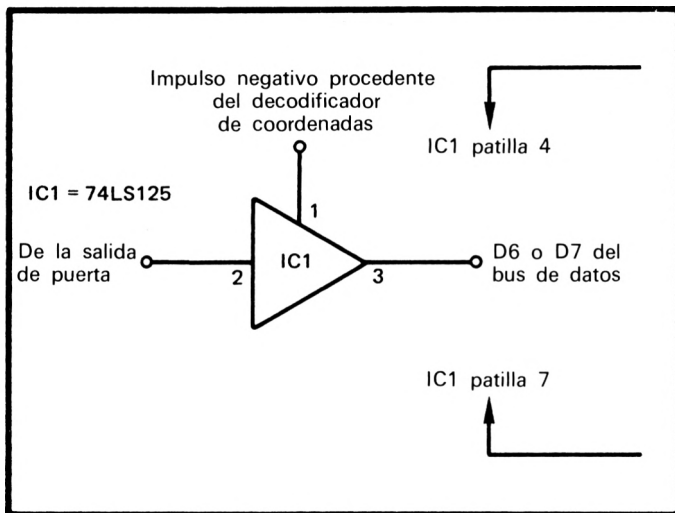 Impulso negativo procedente
del decodificador
de coordenadas
IC1 patilla 4
IC1 = 74LS125
1
De la salida
de puerta
2
IC1
3
D6 o D7 del
bus de datos
IC1 patilla 7